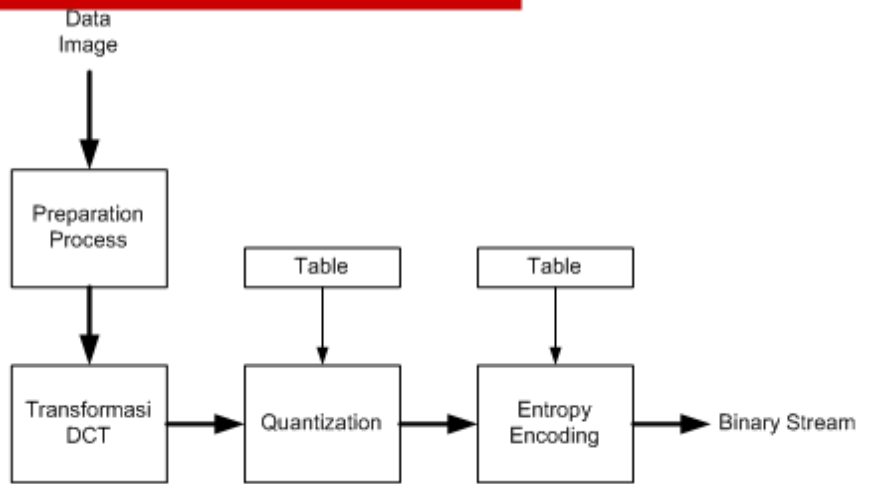 Data
Image
Preparation
Process
Table
Table
Transformasi
DCT
Quantization
Entropy
Encoding
Binary Stream